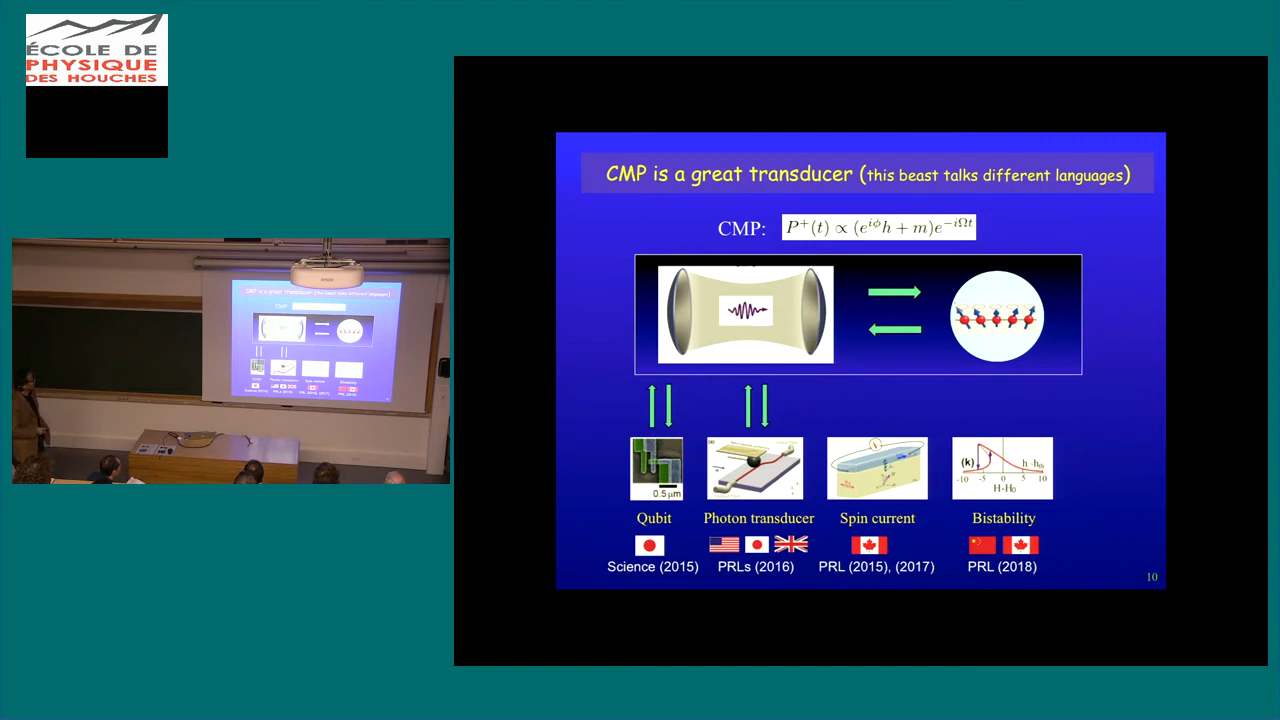 ÉCOLE DE
PHYSIQUE
DES HOUCHES
CMP is a great transducer (this beast talks different languages)
CMP: P⁺(t) ∝ (e^{iϕ}h + m)e^{−iΩt}
0.5 μm
(k)
h -h₀
-10 -5 0 5 10
H-H₀
Qubit Photon transducer Spin current Bistability
Science (2015) PRLs (2016) PRL (2015), (2017) PRL (2018)
10